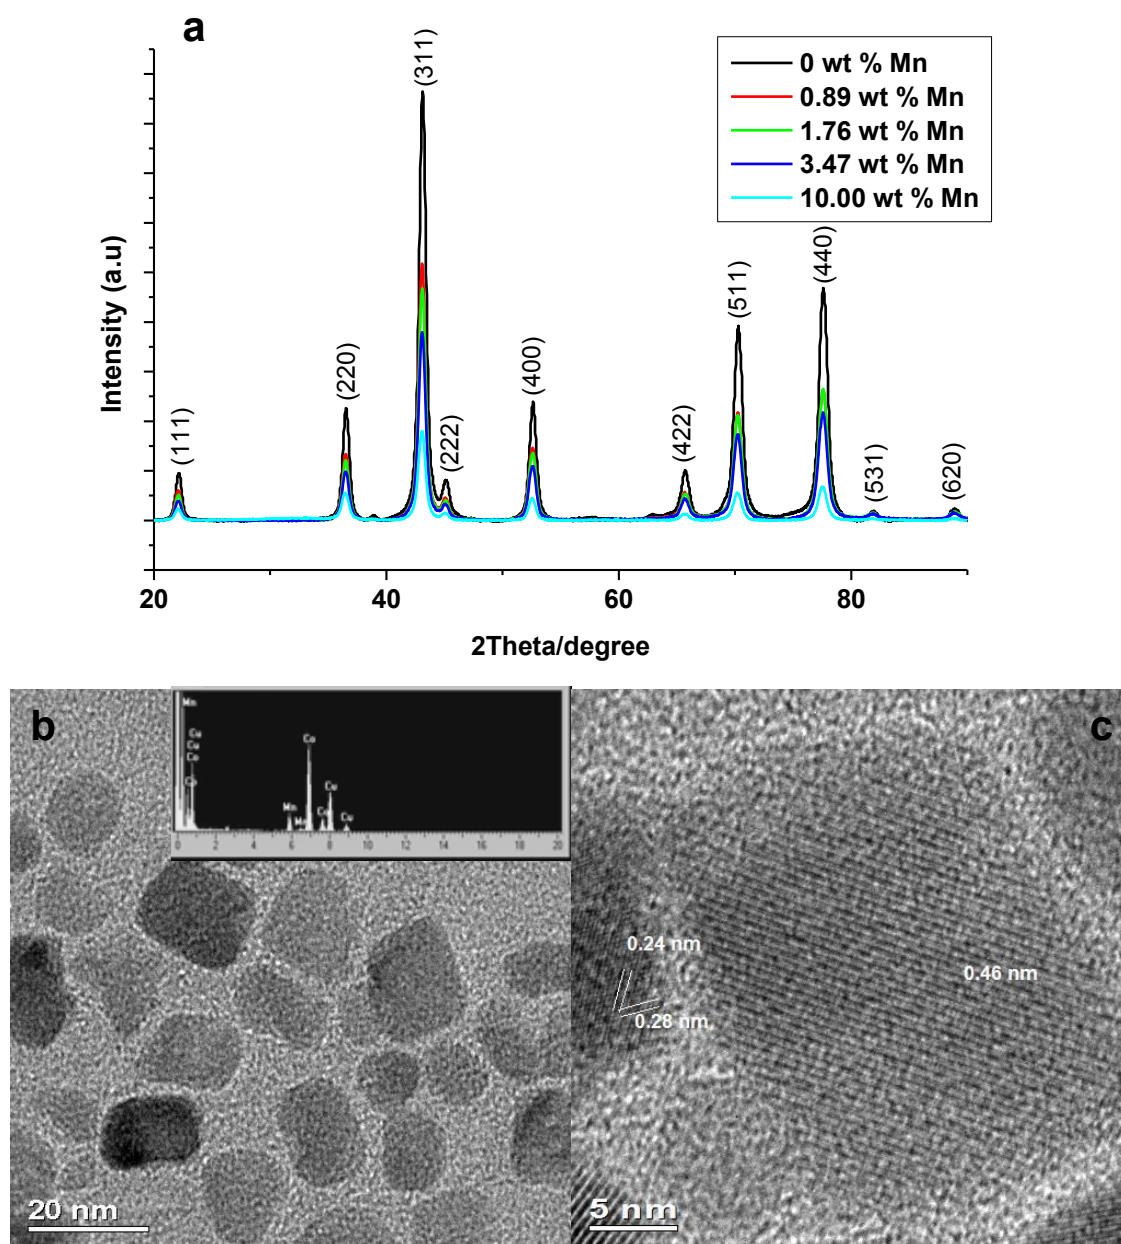 a
(111)
(220)
(311)
(222)
(400)
(422)
(511)
(440)
(531)
(620)
0 wt % Mn
0.89 wt % Mn
1.76 wt % Mn
3.47 wt % Mn
10.00 wt % Mn
Intensity (a.u)
20 40 60 80
2Theta/degree
b
Mn
Cu
Cu
Co
Co
Mn
Mn
Co
Co
Cu
Cu
0 2 4 6 8 10 12 14 16 18 20
20 nm
c
0.24 nm
0.46 nm
0.28 nm
5 nm